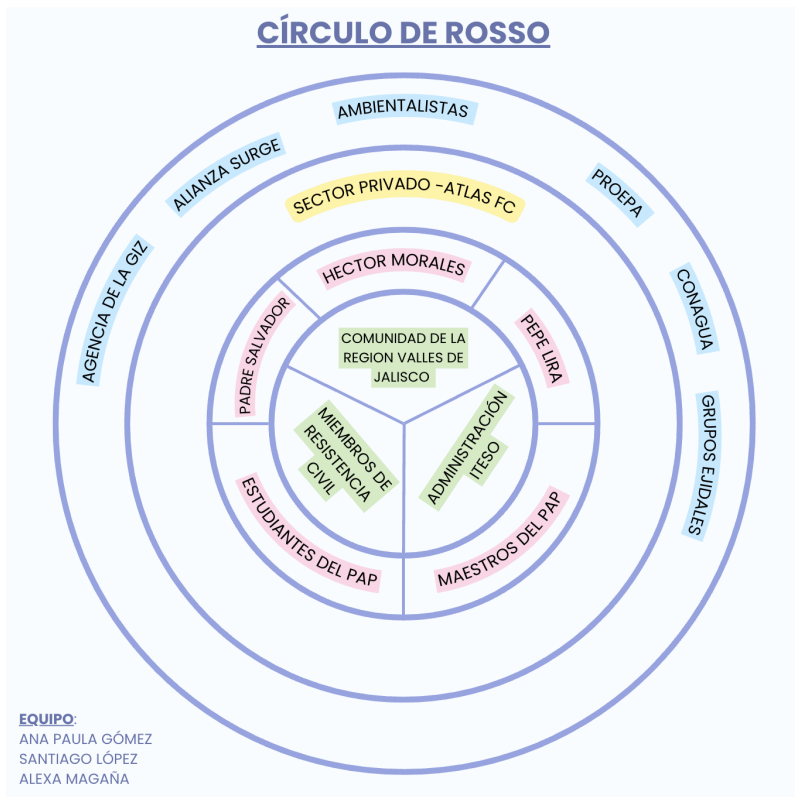 CÍRCULO DE ROSSO
AMBIENTALISTAS
ALIANZA SURGE
PROEPA
SECTOR PRIVADO -ATLAS FC
AGENCIA DE LA GIZ
CONAGUA
HECTOR MORALES
PADRE SALVADOR
PEPE LIRA
COMUNIDAD DE LA
REGION VALLES DE
JALISCO
GRUPOS EJIDALES
MIEMBROS DE
RESISTENCIA
CIVIL
ADMINISTRACIÓN
ITESO
ESTUDIANTES DEL PAP
MAESTROS DEL PAP
EQUIPO:
ANA PAULA GÓMEZ
SANTIAGO LÓPEZ
ALEXA MAGAÑA